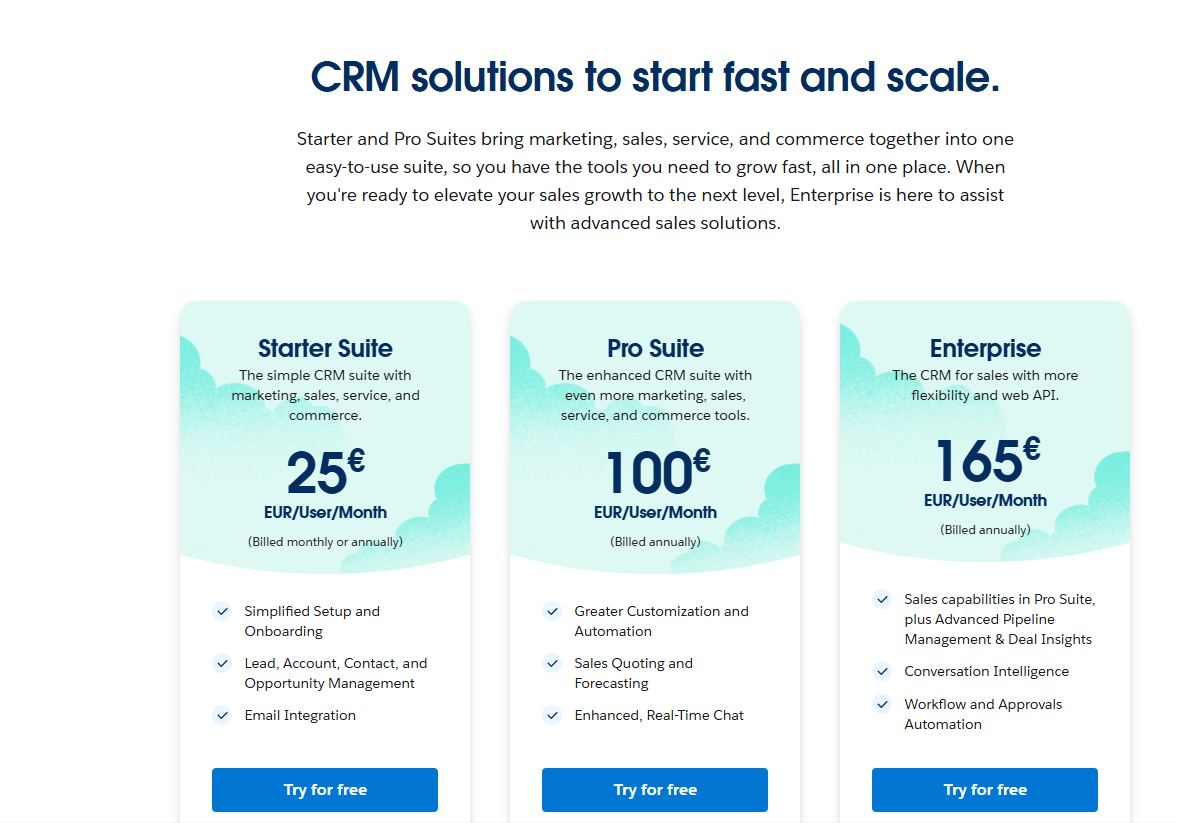 CRM solutions to start fast and scale.
Starter and Pro Suites bring marketing, sales, service, and commerce together into one
easy-to-use suite, so you have the tools you need to grow fast, all in one place. When
you're ready to elevate your sales growth to the next level, Enterprise is here to assist
with advanced sales solutions.
Starter Suite
The simple CRM suite with
marketing, sales, service, and
commerce.
25€
EUR/User/Month
(Billed monthly or annually)
Simplified Setup and
Onboarding
Lead, Account, Contact, and
Opportunity Management
Email Integration
Try for free
Pro Suite
The enhanced CRM suite with
even more marketing, sales,
service, and commerce tools.
100€
EUR/User/Month
(Billed annually)
Greater Customization and
Automation
Sales Quoting and
Forecasting
Enhanced, Real-Time Chat
Try for free
Enterprise
The CRM for sales with more
flexibility and web API.
165€
EUR/User/Month
(Billed annually)
Sales capabilities in Pro Suite,
plus Advanced Pipeline
Management & Deal Insights
Conversation Intelligence
Workflow and Approvals
Automation
Try for free